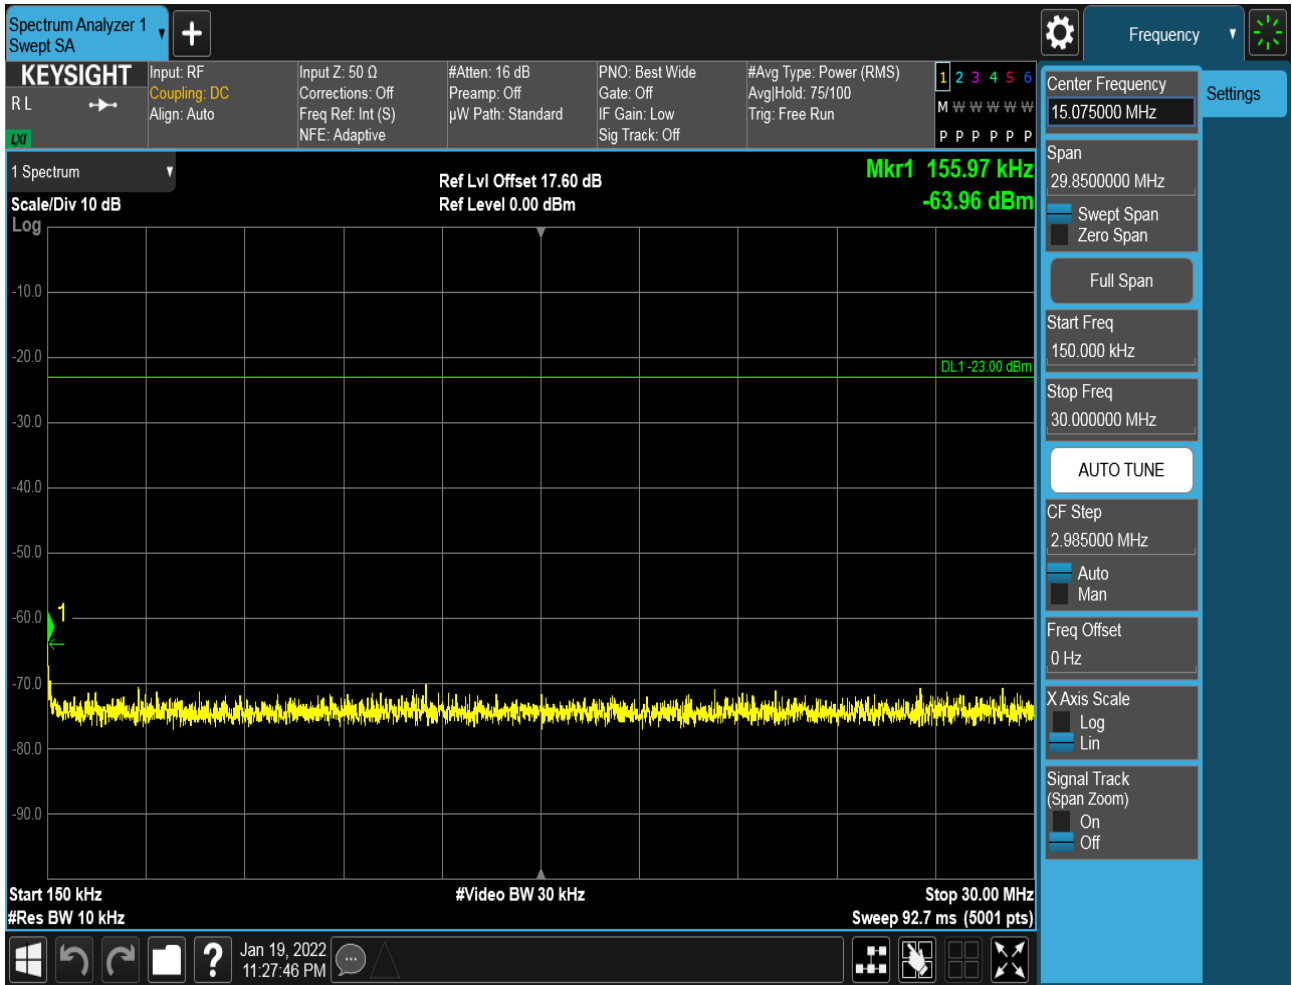 Spectrum Analyzer 1
Swept SA
Frequency
KEYSIGHT
R L
LXI
Input: RF
Coupling: DC
Align: Auto
Input Z: 50 Ω
Corrections: Off
Freq Ref: Int (S)
NFE: Adaptive
#Atten: 16 dB
Preamp: Off
µW Path: Standard
PNO: Best Wide
Gate: Off
IF Gain: Low
Sig Track: Off
#Avg Type: Power (RMS)
Avg|Hold: 75/100
Trig: Free Run
1 2 3 4 5 6
M W W W W W
P P P P P P
1 Spectrum
Scale/Div 10 dB
Log
Ref Lvl Offset 17.60 dB
Ref Level 0.00 dBm
Mkr1 155.97 kHz
-63.96 dBm
-10.0
-20.0
DL1 -23.00 dBm
-30.0
-40.0
-50.0
-60.0
1
-70.0
-80.0
-90.0
Start 150 kHz
#Video BW 30 kHz
Stop 30.00 MHz
#Res BW 10 kHz
Sweep 92.7 ms (5001 pts)
Jan 19, 2022
11:27:46 PM
Center Frequency
15.075000 MHz
Settings
Span
29.8500000 MHz
Swept Span
Zero Span
Full Span
Start Freq
150.000 kHz
Stop Freq
30.000000 MHz
AUTO TUNE
CF Step
2.985000 MHz
Auto
Man
Freq Offset
0 Hz
X Axis Scale
Log
Lin
Signal Track
(Span Zoom)
On
Off